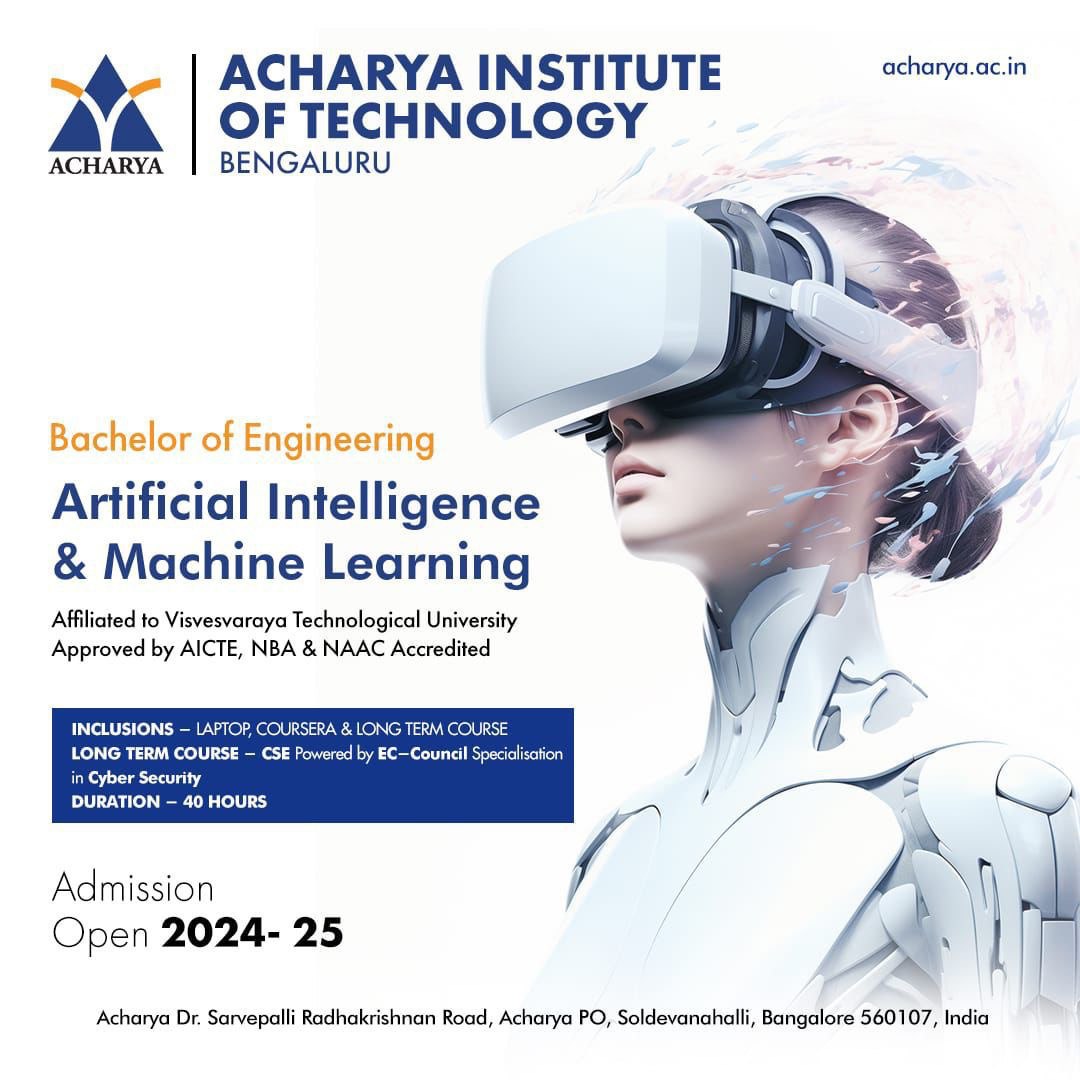 ACHARYA
ACHARYA INSTITUTE
OF TECHNOLOGY
BENGALURU
acharya.ac.in
Bachelor of Engineering
Artificial Intelligence
& Machine Learning
Affiliated to Visvesvaraya Technological University
Approved by AICTE, NBA & NAAC Accredited
INCLUSIONS – LAPTOP, COURSERA & LONG TERM COURSE
LONG TERM COURSE – CSE Powered by EC–Council Specialisation
in Cyber Security
DURATION – 40 HOURS
Admission
Open 2024- 25
Acharya Dr. Sarvepalli Radhakrishnan Road, Acharya PO, Soldevanahalli, Bangalore 560107, India